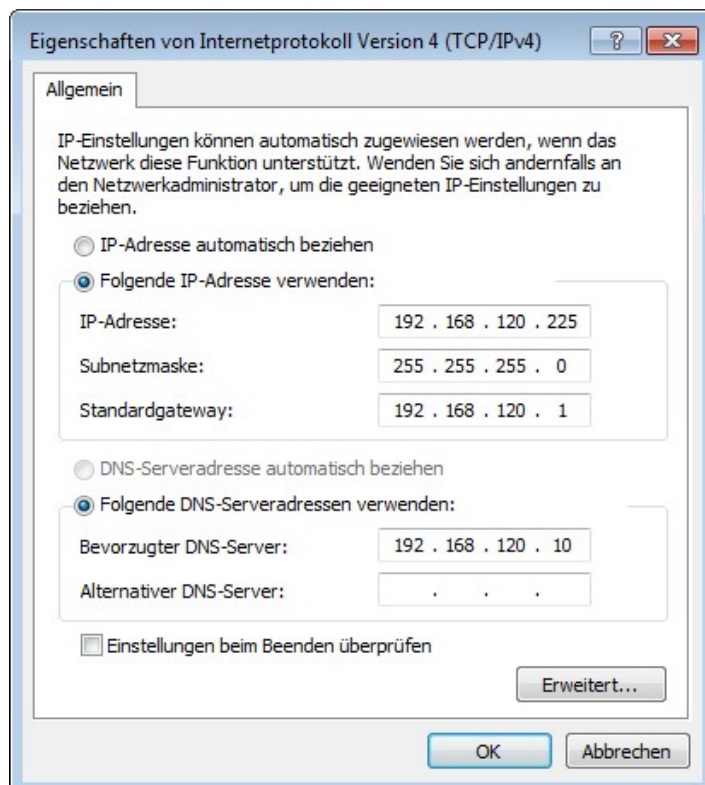 Eigenschaften von Internetprotokoll Version 4 (TCP/IPv4)
Allgemein
IP-Einstellungen können automatisch zugewiesen werden, wenn das
Netzwerk diese Funktion unterstützt. Wenden Sie sich andernfalls an
den Netzwerkadministrator, um die geeigneten IP-Einstellungen zu
beziehen.
IP-Adresse automatisch beziehen
Folgende IP-Adresse verwenden:
IP-Adresse: 192 . 168 . 120 . 225
Subnetzmaske: 255 . 255 . 255 . 0
Standardgateway: 192 . 168 . 120 . 1
DNS-Serveradresse automatisch beziehen
Folgende DNS-Serveradressen verwenden:
Bevorzugter DNS-Server: 192 . 168 . 120 . 10
Alternativer DNS-Server: . . .
Einstellungen beim Beenden überprüfen
Erweitert...
OK Abbrechen